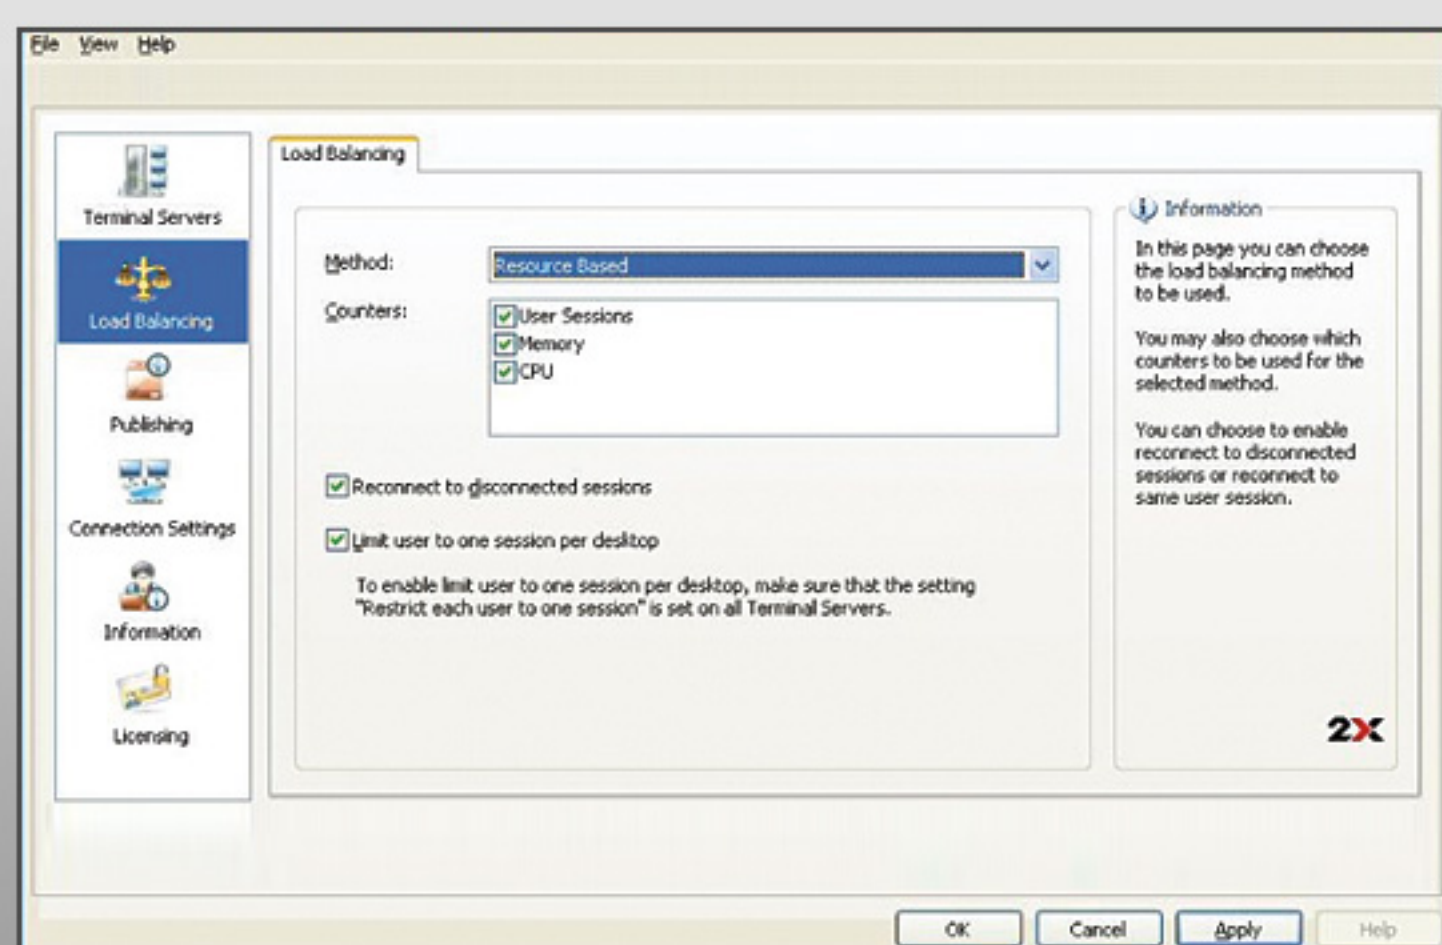 File View Help
Terminal Servers
Load Balancing
Publishing
Connection Settings
Information
Licensing
Load Balancing
Method: Resource Based
Counters: User Sessions
Memory
CPU
Reconnect to disconnected sessions
Limit user to one session per desktop
To enable limit user to one session per desktop, make sure that the setting
"Restrict each user to one session" is set on all Terminal Servers.
Information
In this page you can choose
the load balancing method
to be used.
You may also choose which
counters to be used for the
selected method.
You can choose to enable
reconnect to disconnected
sessions or reconnect to
same user session.
2X
OK Cancel Apply Help